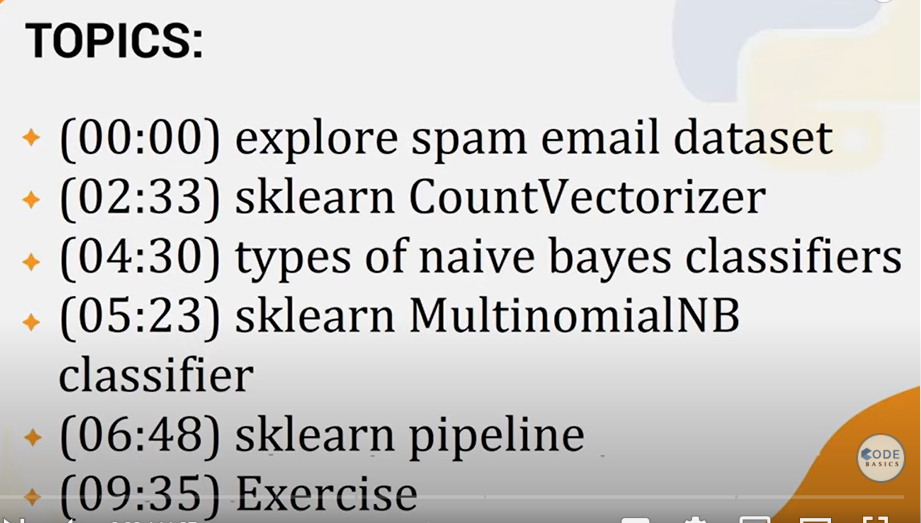 TOPICS:
(00:00) explore spam email dataset
(02:33) sklearn CountVectorizer
(04:30) types of naive bayes classifiers
(05:23) sklearn MultinomialNB
classifier
(06:48) sklearn pipeline
(09:35) Exercise
CODE
BASICS